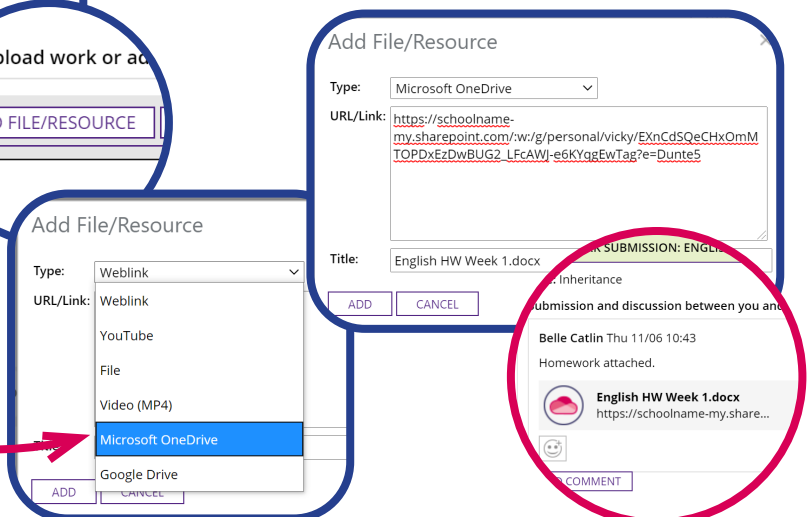 pload work or ad
FILE/RESOURCE
Add File/Resource
Type:
Microsoft OneDrive
URL/Link:
https://schoolname-
my.sharepoint.com/:w:/g/personal/vicky/EXnCdSQeCHxOmM
TOPDxEzDwBUG2_LFcAWJ-e6KYqgEwTag?e=Dunte5
Title:
English HW Week 1.docx
ADD
CANCEL
Add File/Resource
Type:
Weblink
URL/Link:
Weblink
YouTube
File
Video (MP4)
Microsoft OneDrive
Google Drive
ADD
CANCEL
SUBMISSION: ENGLIS
Inheritance
ubmission and discussion between you and
Belle Catlin Thu 11/06 10:43
Homework attached.
English HW Week 1.docx
https://schoolname-my.share...
COMMENT